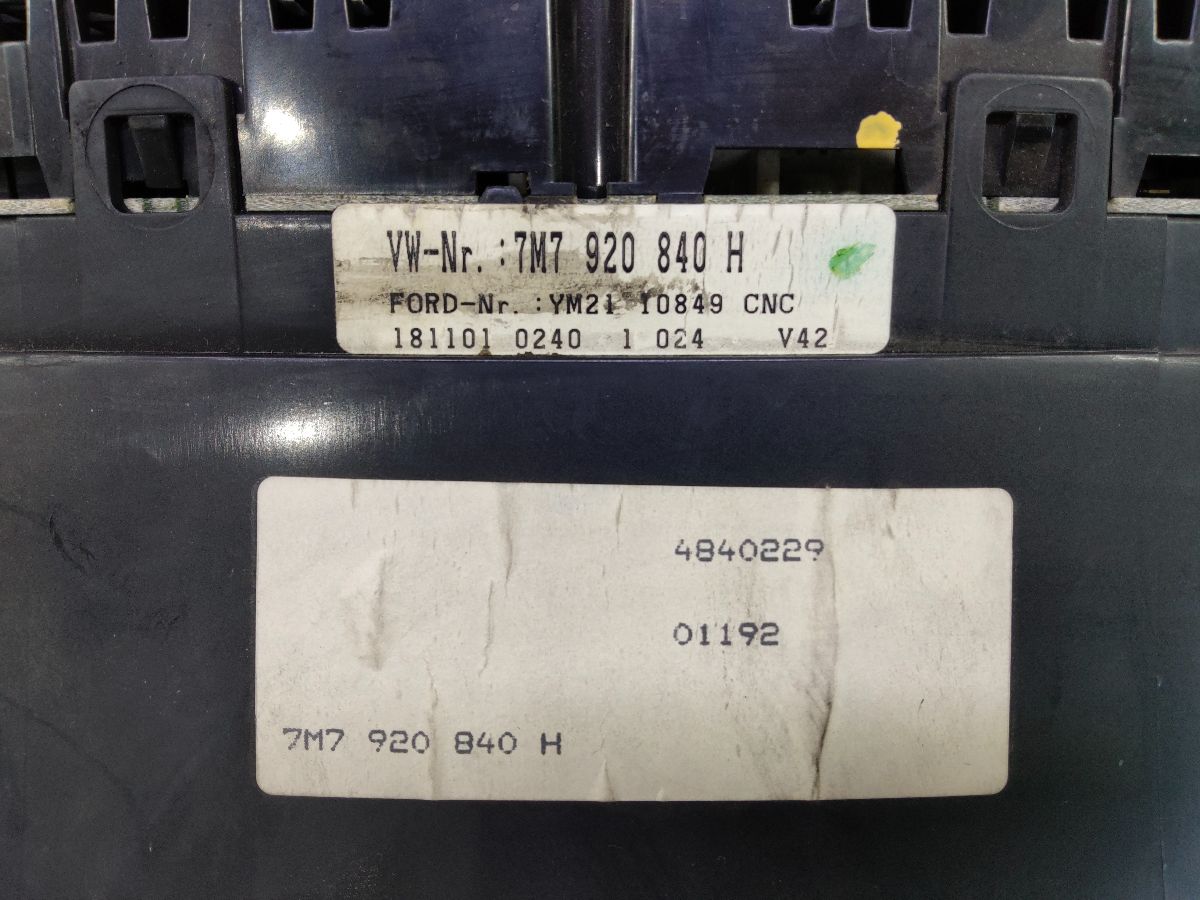 VW-Nr. :7M7 920 840 H
FORD-Nr. :YM21 10849 CNC
181101 0240 1 024 V42
4840229
01192
7M7 920 840 H